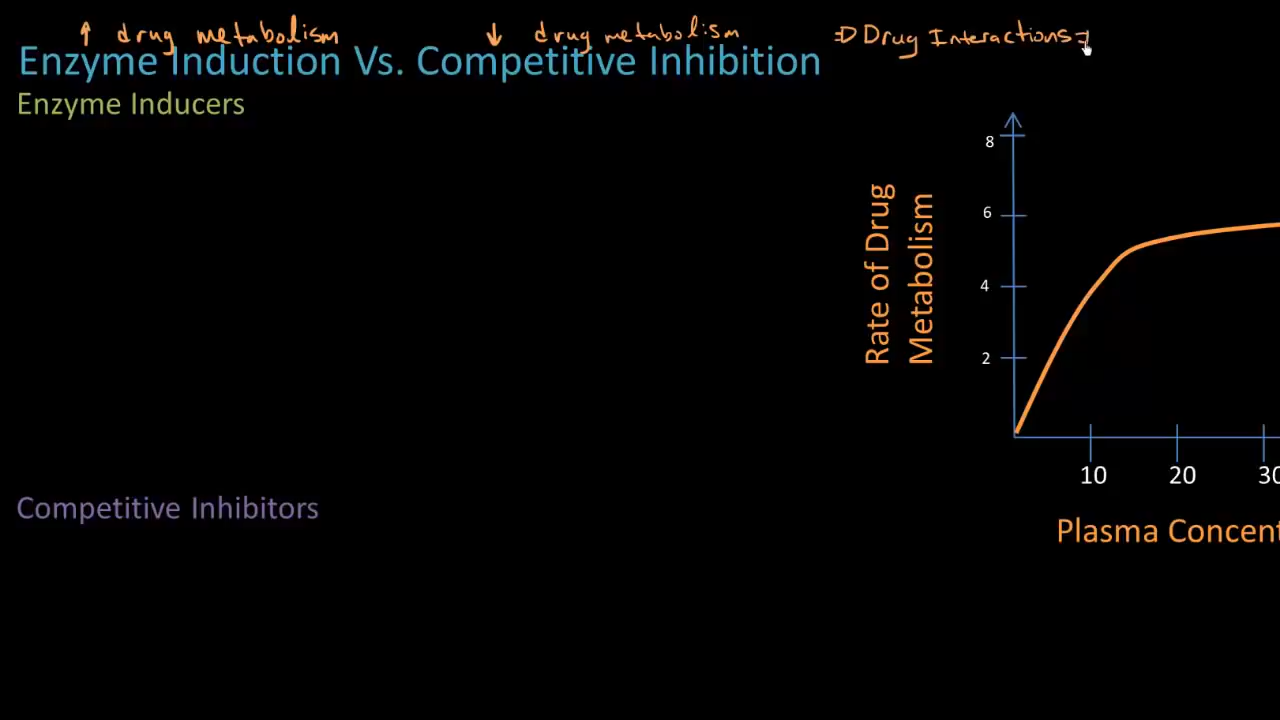 ↑ drug metabolism ↓ drug metabolism ⇒ Drug Interactions
Enzyme Induction Vs. Competitive Inhibition
Enzyme Inducers
8
6
4
2
Rate of Drug
Metabolism
10 20 30
Plasma Concent
Competitive Inhibitors